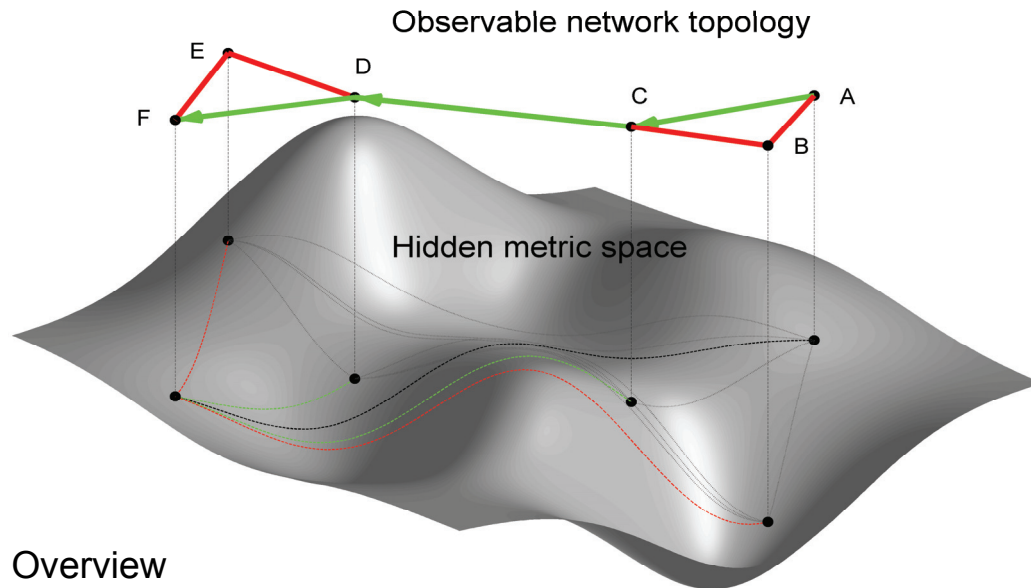 Observable network topology
E
D
F
C
A
B
Hidden metric space
Overview